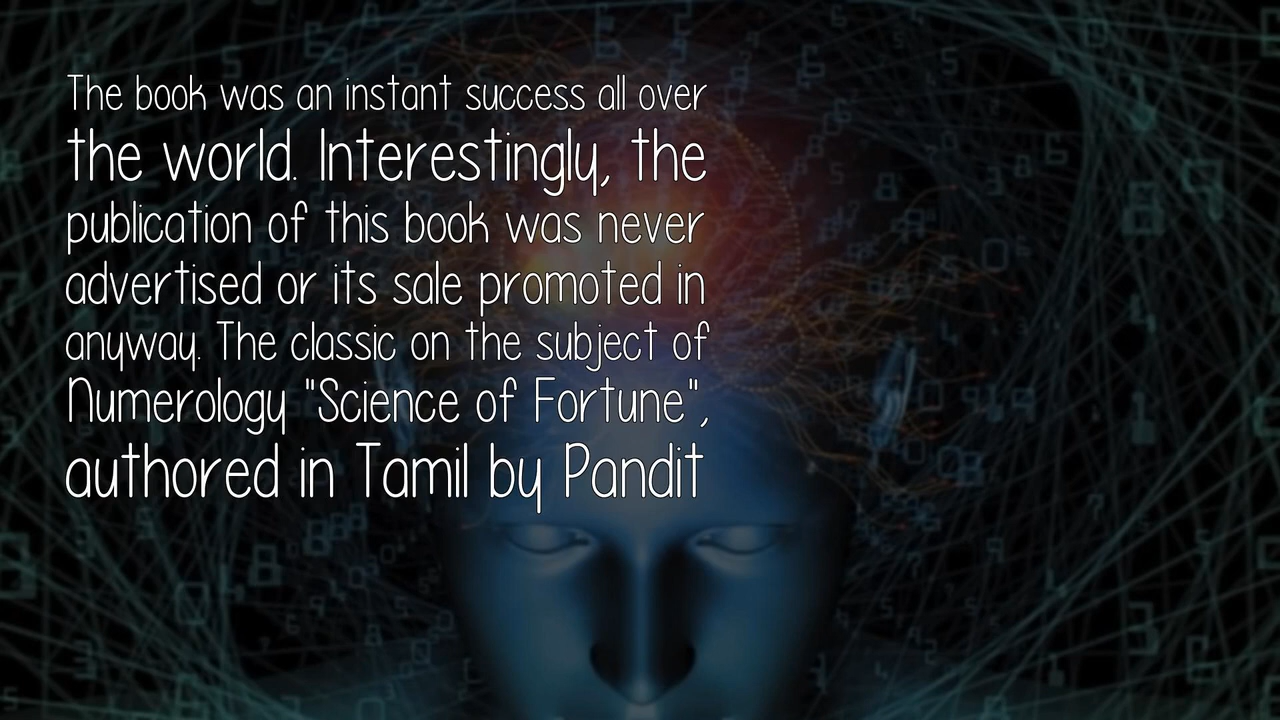 The book was an instant success all over
the world. Interestingly, the
publication of this book was never
advertised or its sale promoted in
anyway. The classic on the subject of
Numerology "Science of Fortune",
authored in Tamil by Pandit